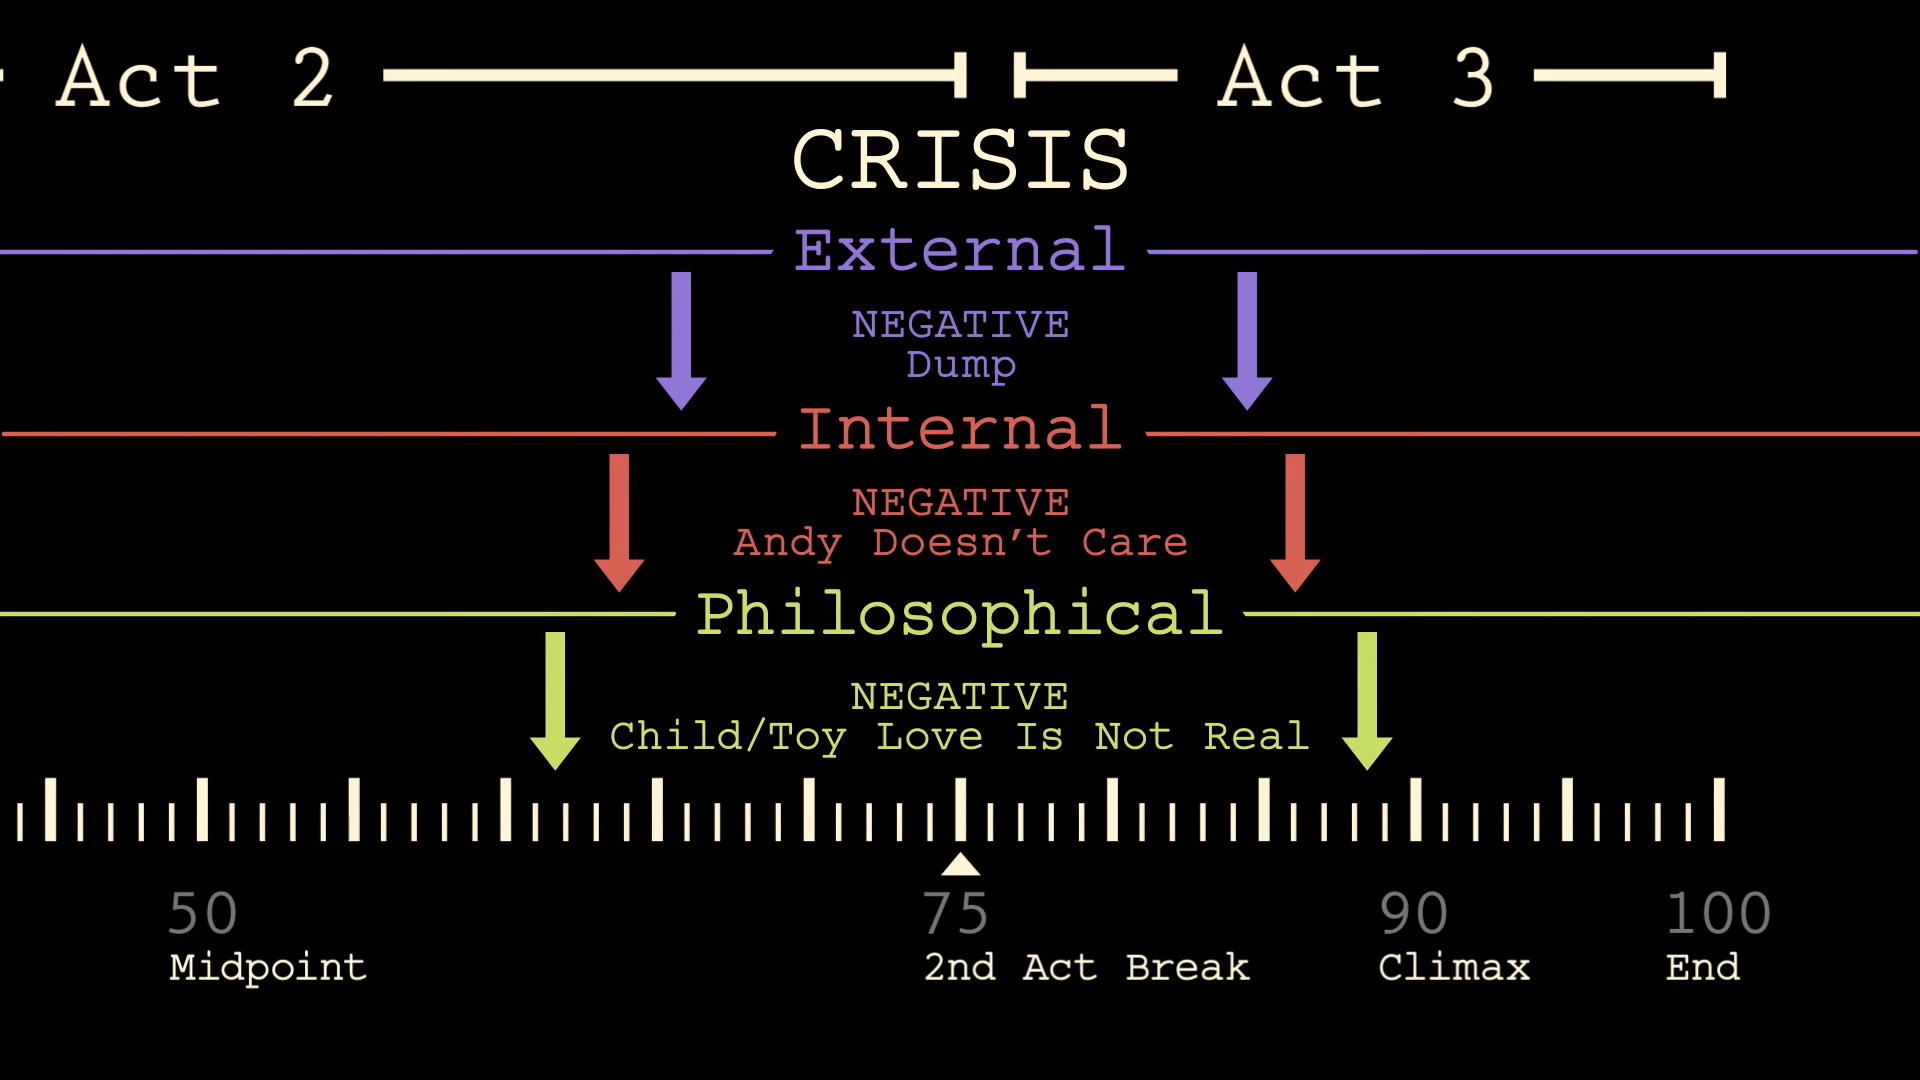 Act 2 Act 3
CRISIS
External
NEGATIVE
Dump
Internal
NEGATIVE
Andy Doesn’t Care
Philosophical
NEGATIVE
Child/Toy Love Is Not Real
50 75 90 100
Midpoint 2nd Act Break Climax End